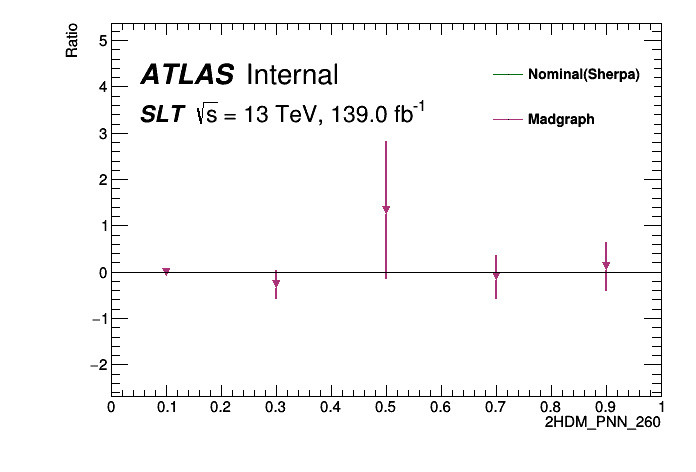 Ratio
ATLAS Internal
SLT √s = 13 TeV, 139.0 fb-1
Nominal(Sherpa)
Madgraph
5
4
3
2
1
0
−1
−2
0 0.1 0.2 0.3 0.4 0.5 0.6 0.7 0.8 0.9 1
2HDM_PNN_260